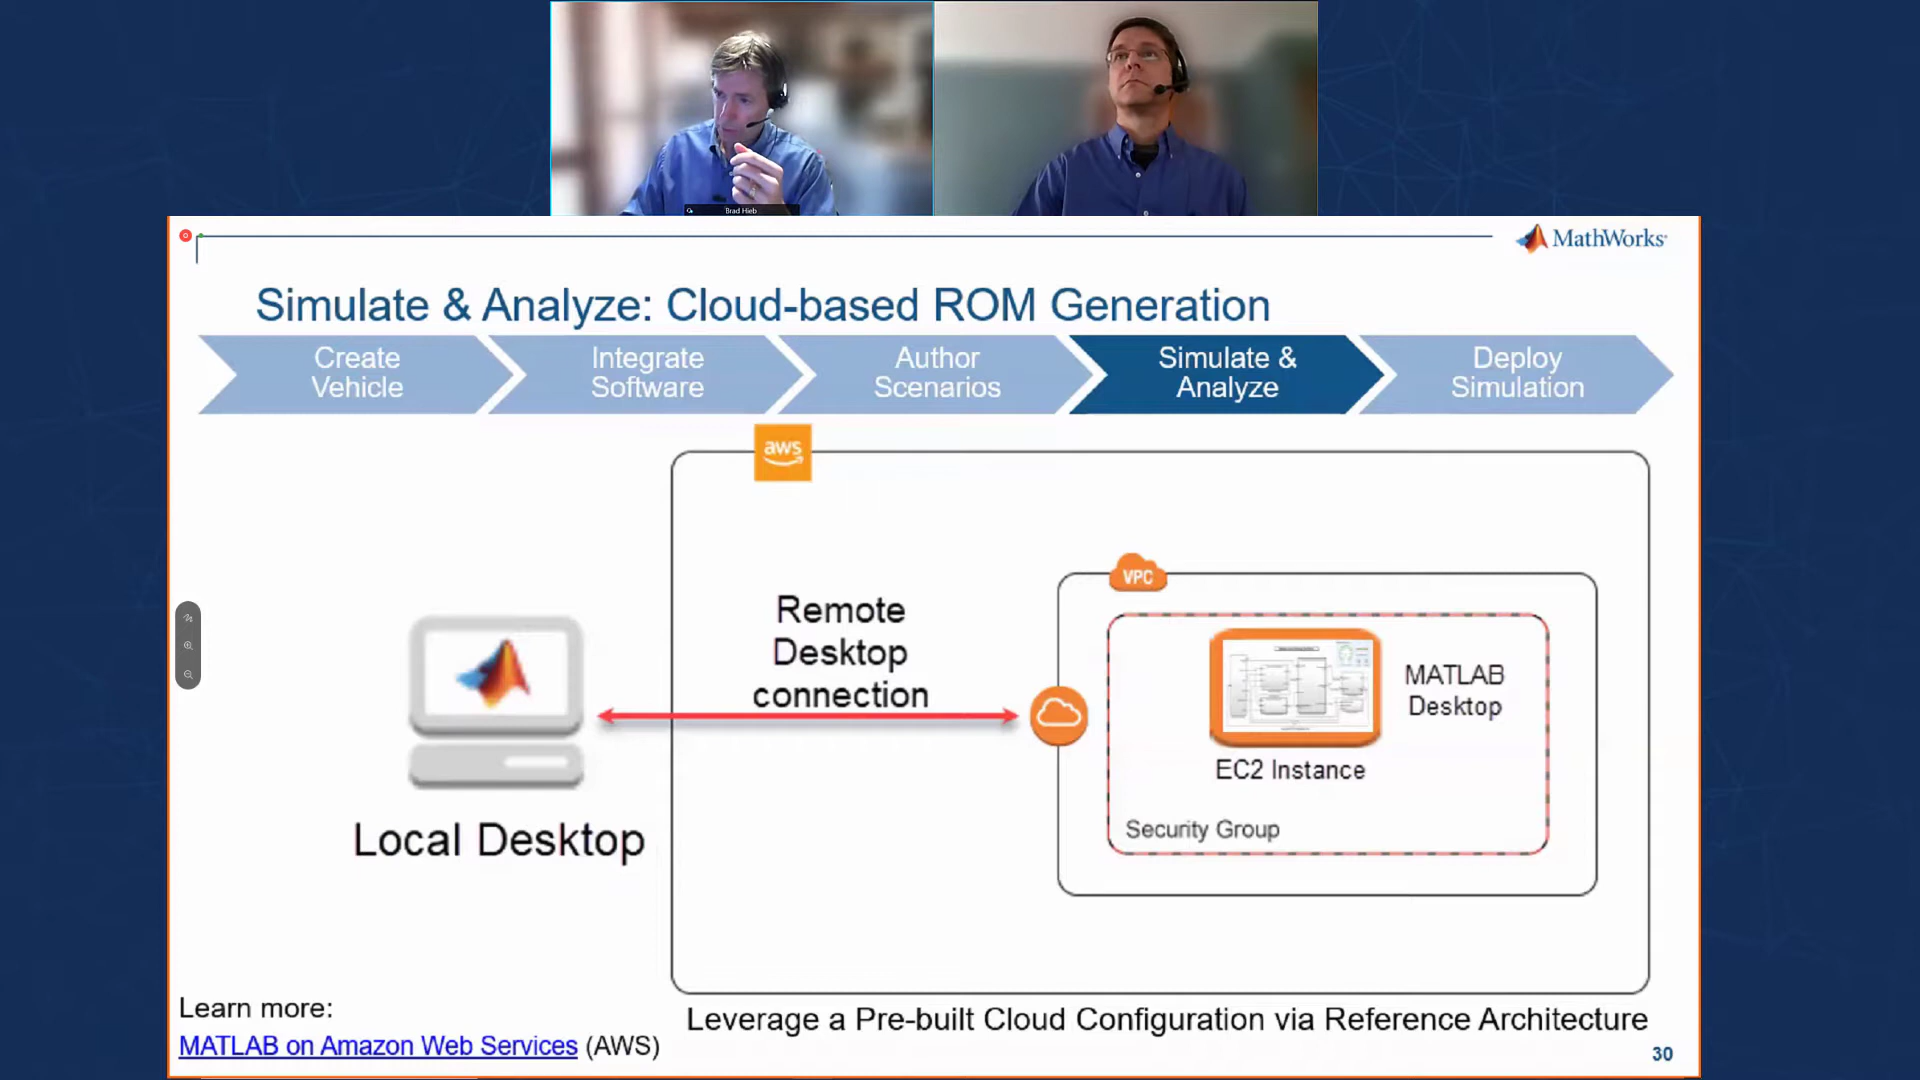 Brad Hieb
MathWorks
Simulate & Analyze: Cloud-based ROM Generation
Create
Vehicle
Integrate
Software
Author
Scenarios
Simulate &
Analyze
Deploy
Simulation
aws
VPC
Remote
Desktop
connection
MATLAB
Desktop
EC2 Instance
Security Group
Local Desktop
Learn more:
MATLAB on Amazon Web Services (AWS)
Leverage a Pre-built Cloud Configuration via Reference Architecture
30